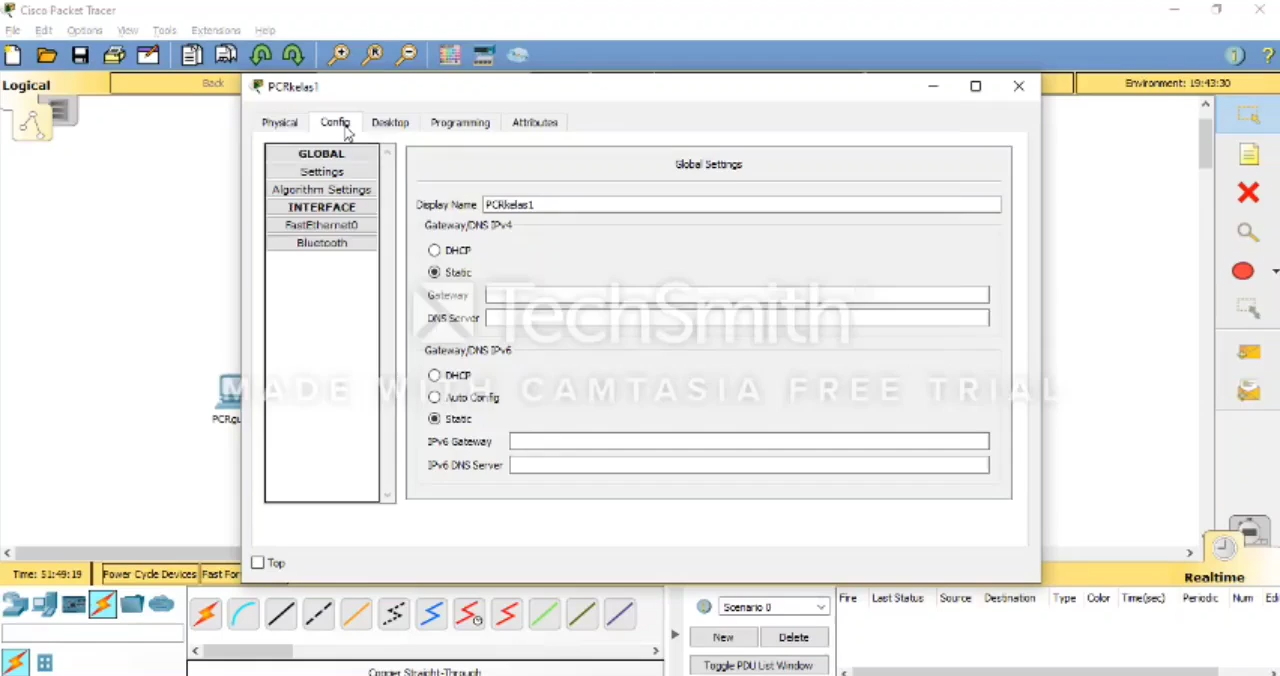 Cisco Packet Tracer
File Edit Options View Tools Extensions Help
Logical
Back
Environment: 19:43:30
PCRkelas1
Physical Config Desktop Programming Attributes
GLOBAL
Settings
Algorithm Settings
INTERFACE
FastEthernet0
Bluetooth
Global Settings
Display Name PCRkelas1
Gateway/DNS IPv4
DHCP
Static
Gateway
DNS Server
Gateway/DNS IPv6
DHCP
Auto Config
Static
IPv6 Gateway
IPv6 DNS Server
TechSmith
MADE WITH CAMTASIA FREE TRIAL
Top
Time: 51:49:19 Power Cycle Devices Fast For
Realtime
Scenario 0
New Delete
Toggle PDU List Window
Fire Last Status Source Destination Type Color Time(sec) Periodic Num Edi
Copper Straight-Through